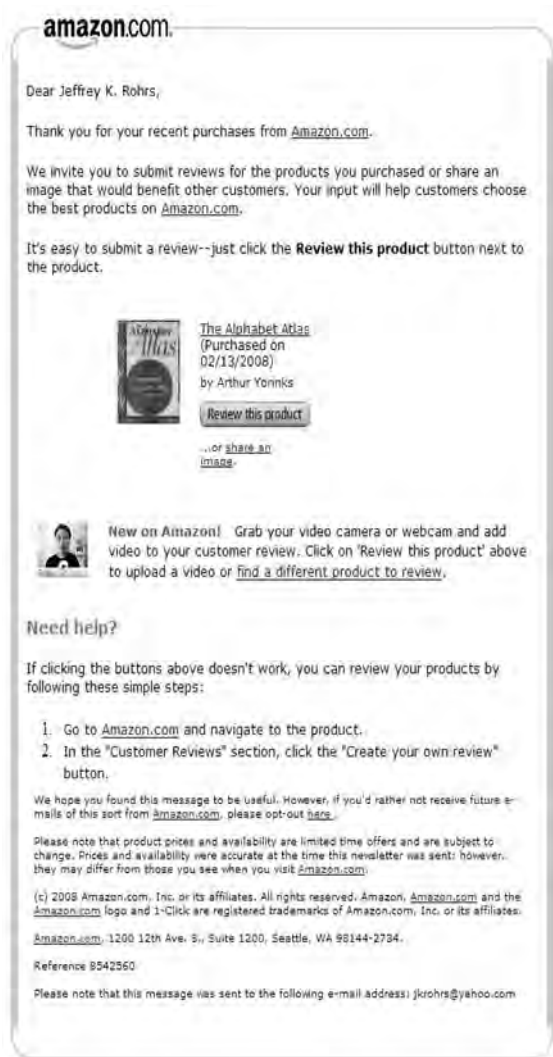 amazon.com.
Dear Jeffrey K. Rohrs,
Thank you for your recent purchases from Amazon.com.
We invite you to submit reviews for the products you purchased or share an
image that would benefit other customers. Your input will help customers choose
the best products on Amazon.com.
It's easy to submit a review--just click the Review this product button next to
the product.
Alphabet
Atlas
The Alphabet Atlas
(Purchased on
02/13/2008)
by Arthur Yorinks
Review this product
...or share an
image.
New on Amazon! Grab your video camera or webcam and add
video to your customer review. Click on 'Review this product' above
to upload a video or find a different product to review.
Need help?
If clicking the buttons above doesn't work, you can review your products by
following these simple steps:
1. Go to Amazon.com and navigate to the product.
2. In the "Customer Reviews" section, click the "Create your own review"
button.
We hope you found this message to be useful. However, if you'd rather not receive future e-
mails of this sort from Amazon.com, please opt-out here.
Please note that product prices and availability are limited time offers and are subject to
change. Prices and availability were accurate at the time this newsletter was sent; however,
they may differ from those you see when you visit Amazon.com.
(c) 2008 Amazon.com, Inc. or its affiliates. All rights reserved. Amazon, Amazon.com and the
Amazon.com logo and 1-Click are registered trademarks of Amazon.com, Inc. or its affiliates.
Amazon.com, 1200 12th Ave. S., Suite 1200, Seattle, WA 98144-2734.
Reference 8542560
Please note that this message was sent to the following e-mail address: jkrohrs@yahoo.com